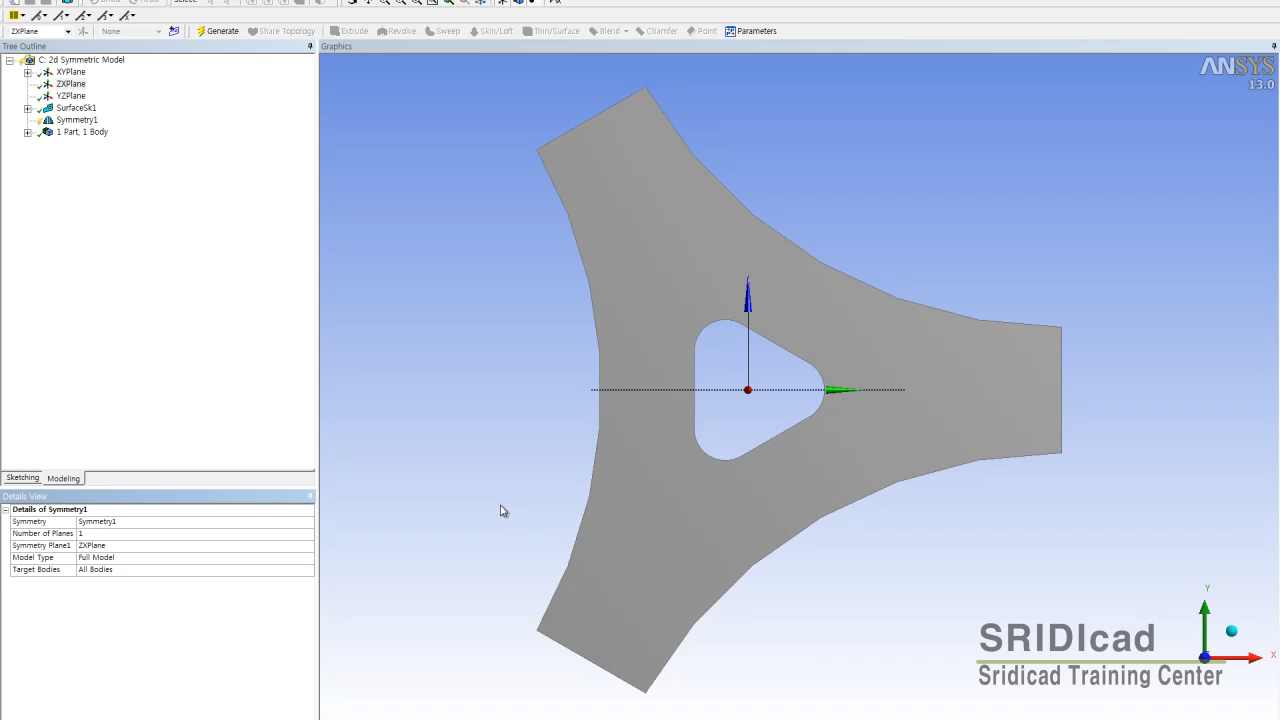 Undo
Redo
Select:
ZXPlane
None
Generate
Share Topology
Extrude
Revolve
Sweep
Skin/Loft
Thin/Surface
Blend
Chamfer
Point
Parameters
Tree Outline
Graphics
C: 2d Symmetric Model
XYPlane
ZXPlane
YZPlane
SurfaceSk1
Symmetry1
1 Part, 1 Body
ANSYS
13.0
Sketching
Modeling
Details View
Details of Symmetry1
Symmetry Symmetry1
Number of Planes 1
Symmetry Plane1 ZXPlane
Model Type Full Model
Target Bodies All Bodies
Y
X
SRIDIcad
Sridicad Training Center